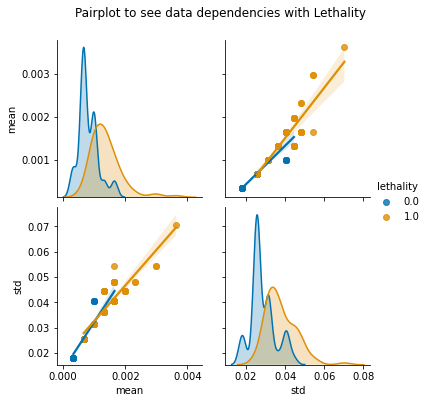 Pairplot to see data dependencies with Lethality
0.003
0.002
0.001
mean
lethality
0.0
1.0
0.07
0.06
0.05
0.04
0.03
0.02
std
0.000 0.002 0.004
mean
0.02 0.04 0.06 0.08
std